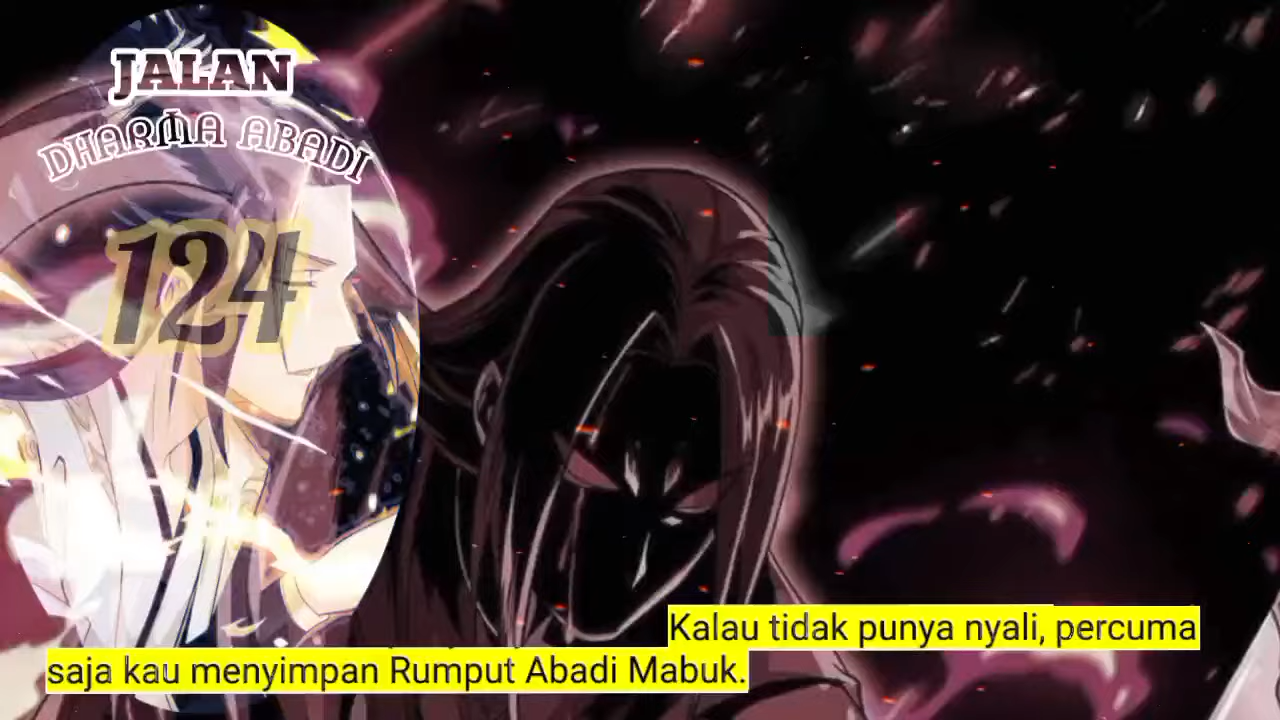 JALAN
DHARMA ABADI
124
Kalau tidak punya nyali, percuma
saja kau menyimpan Rumput Abadi Mabuk.